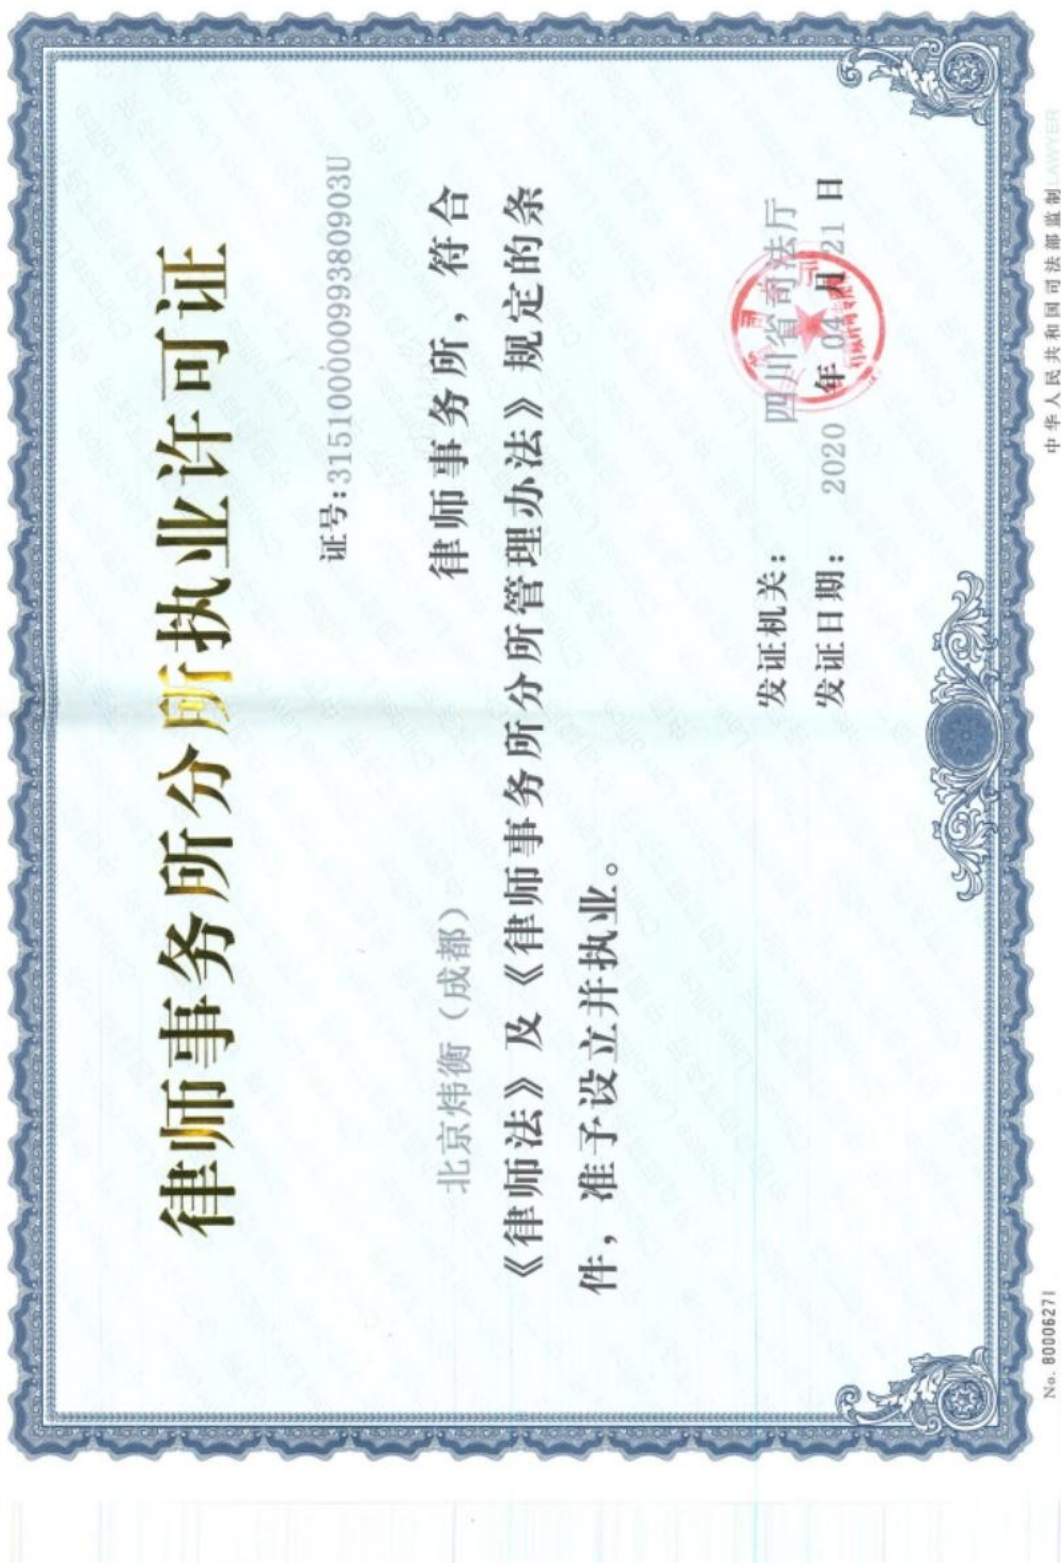 律师事务所分所执业许可证
证号:31510000099380903U
北京炜衡（成都） 律师事务所，符合
《律师法》及《律师事务所分所管理办法》规定的条
件，准予设立并执业。
发证机关： 四川省司法厅
发证日期： 2020 年 04 月 21 日
No. 80006271
中华人民共和国司法部监制